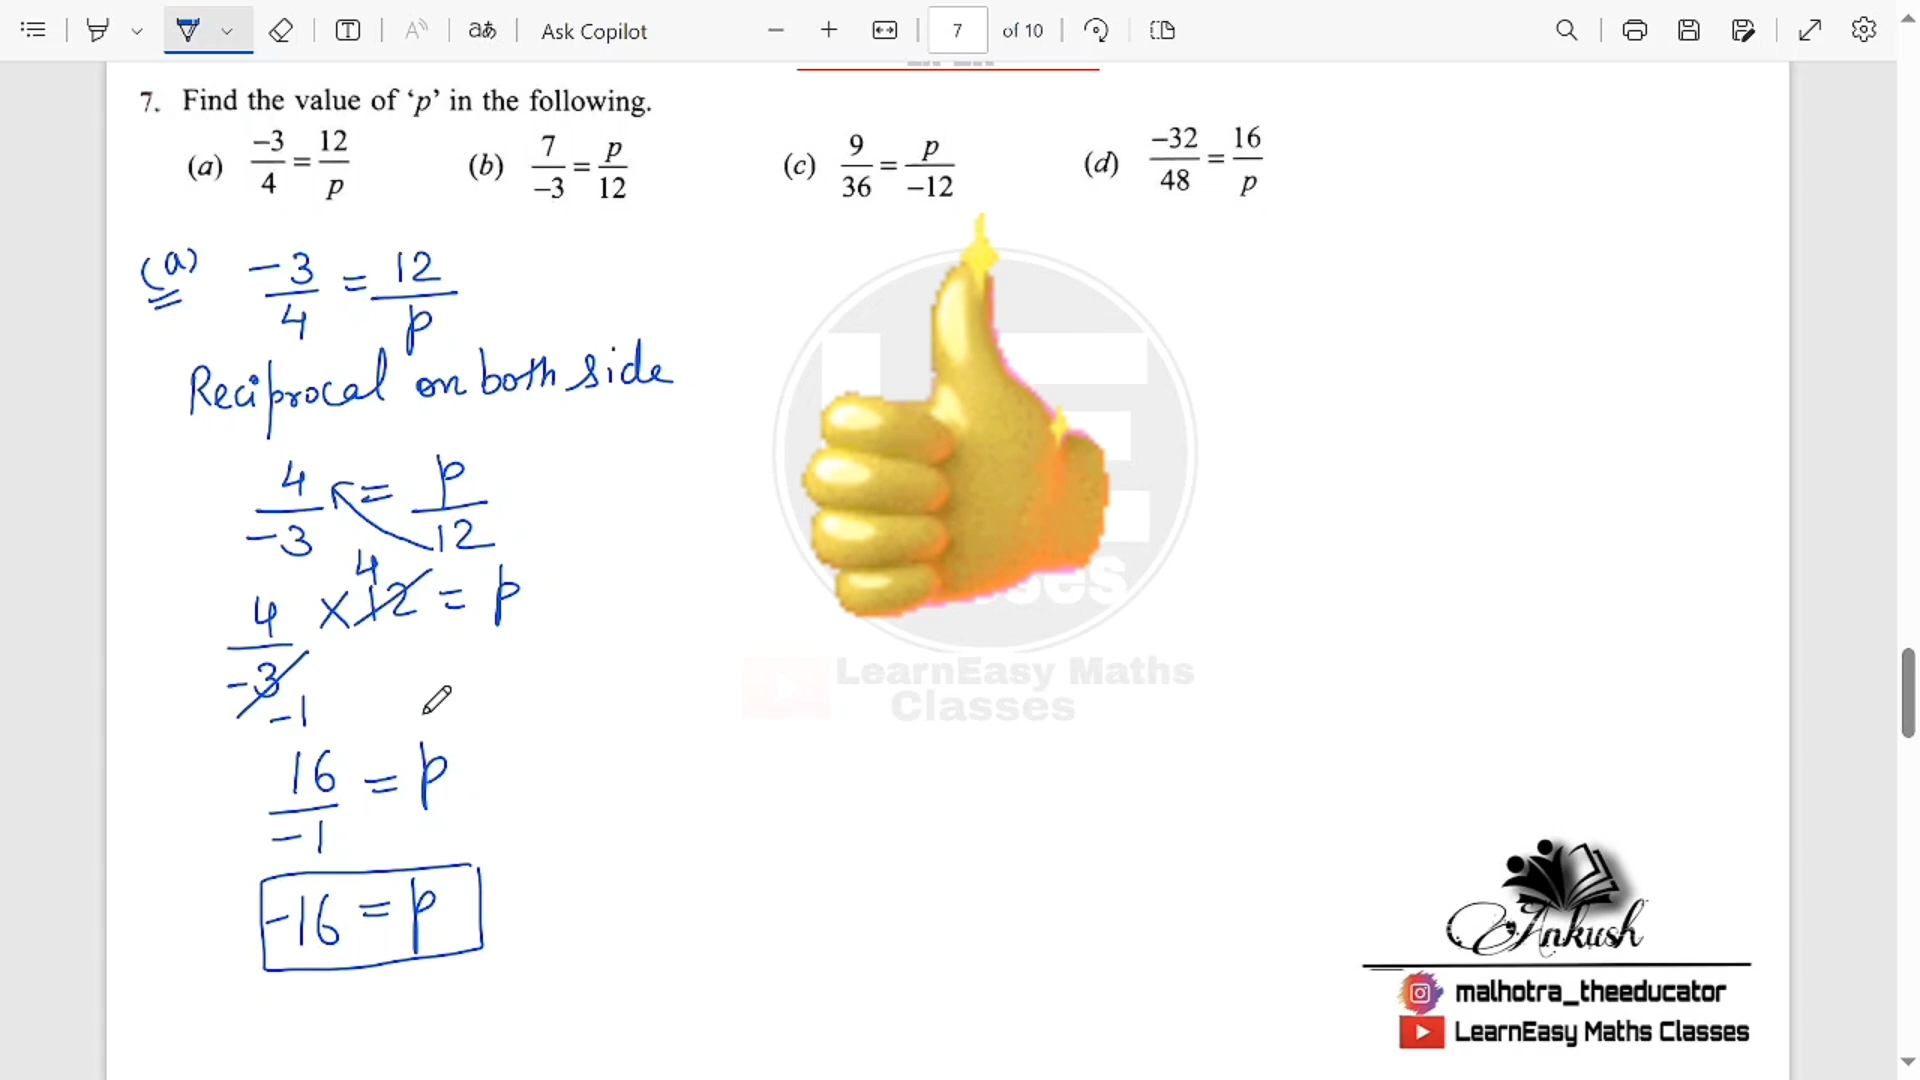 Ask Copilot
7 of 10
7. Find the value of ‘p’ in the following.
(a) -3/4 = 12/p (b) 7/-3 = p/12 (c) 9/36 = p/-12 (d) -32/48 = 16/p
(a) -3/4 = 12/p
Reciprocal on both side
4/-3 = p/12
4/-3 × 12 = p
4
-1
16/-1 = p
-16 = p
LearnEasy Maths
Classes
Ankush
malhotra_theeducator
LearnEasy Maths Classes